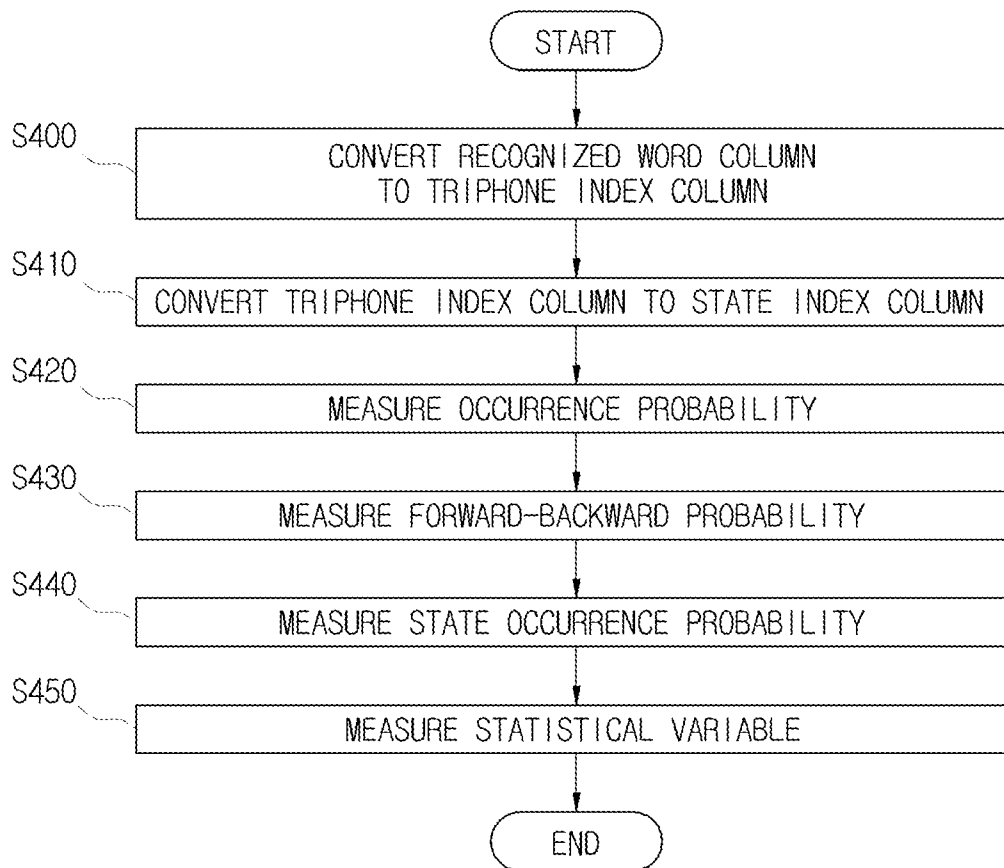 START
S400
CONVERT RECOGNIZED WORD COLUMN
TO TRIPHONE INDEX COLUMN
S410
CONVERT TRIPHONE INDEX COLUMN TO STATE INDEX COLUMN
S420
MEASURE OCCURRENCE PROBABILITY
S430
MEASURE FORWARD-BACKWARD PROBABILITY
S440
MEASURE STATE OCCURRENCE PROBABILITY
S450
MEASURE STATISTICAL VARIABLE
END